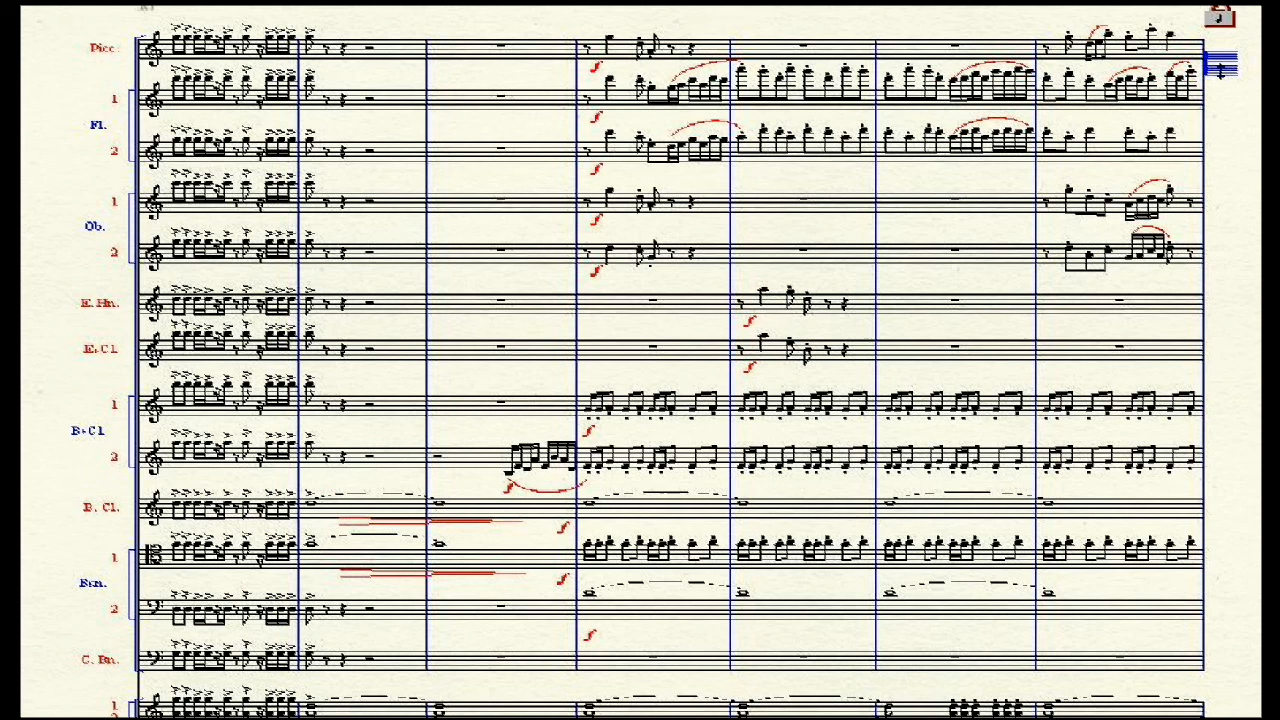 Picc.
1
Fl.
2
1
Ob.
2
E. Hn.
E♭ Cl.
1
B♭ Cl.
2
B. Cl.
1
Bsn.
2
C. Bn.
1
f
f
f
f
f
f
f
f
f
f
f
f